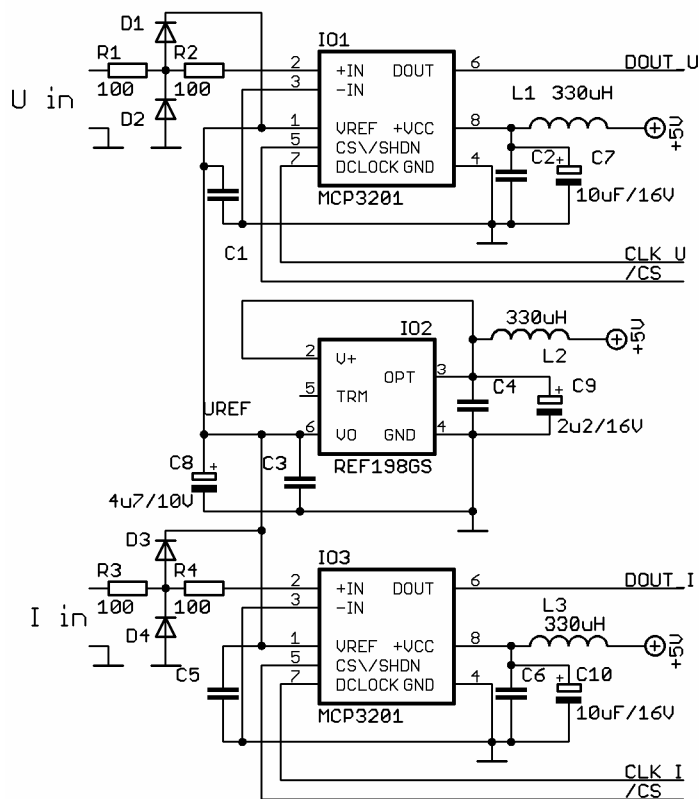 D1
IO1
R1
R2
2
+IN
DOUT
6
DOUT_U
100
100
3
-IN
L1 330uH
U in
D2
1
VREF
+VCC
8
+5V
5
CS\/SHDN
C2
+
C7
7
DCLOCK
GND
4
MCP3201
10uF/16V
C1
CLK_U
/CS
IO2
330uH
2
V+
+5V
L2
OPT
3
5
TRM
C4
+
C9
UREF
6
VO
GND
4
2u2/16V
C8
+
C3
REF198GS
4u7/10V
D3
IO3
R3
R4
2
+IN
DOUT
6
DOUT_I
100
100
3
-IN
L3
330uH
I in
D4
1
VREF
+VCC
8
+5V
5
CS\/SHDN
C5
C6
+
C10
7
DCLOCK
GND
4
MCP3201
10uF/16V
CLK_I
/CS